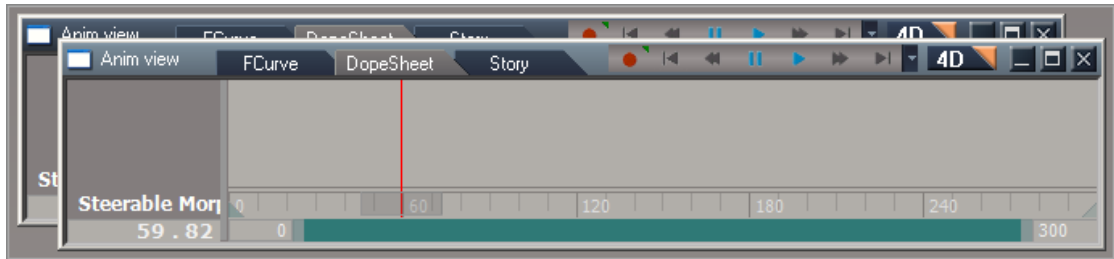 Anim view FCurve DopeSheet Story 4D
St
Anim view FCurve DopeSheet Story 4D
Steerable Morp 0 60 120 180 240
59 . 82 0 300